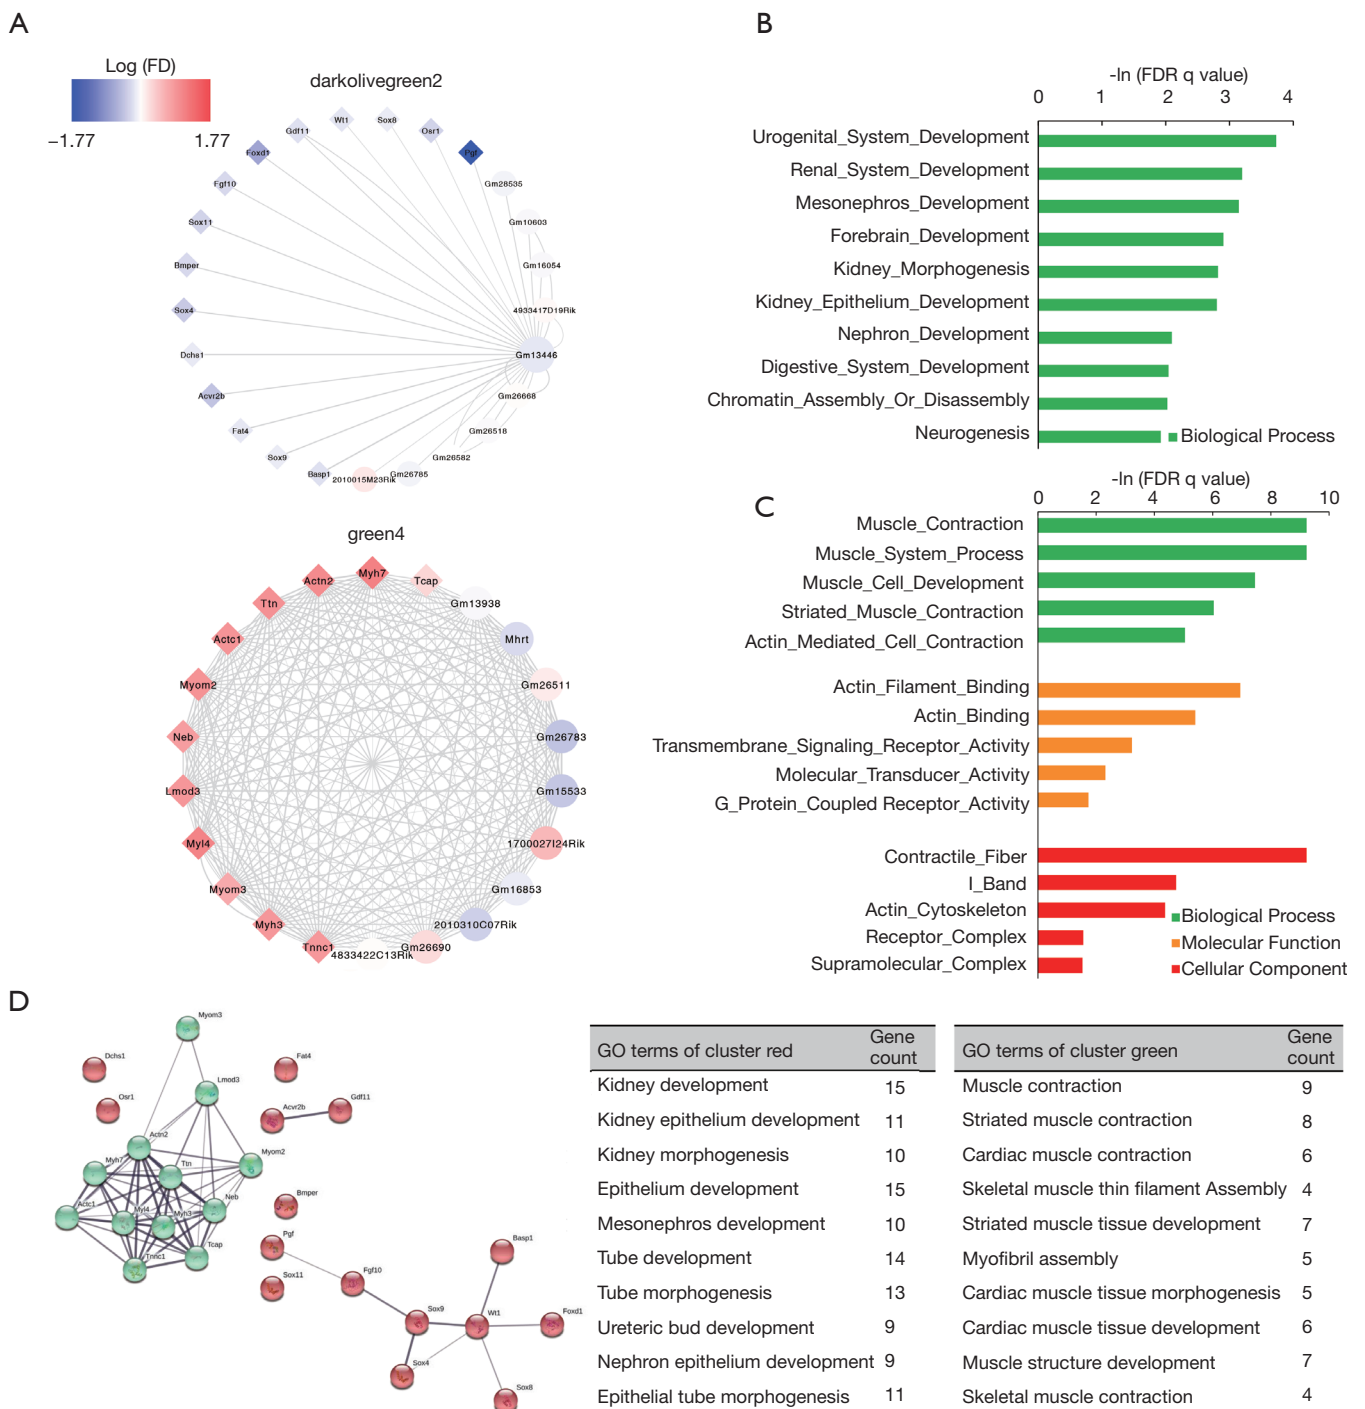 A
Log (FD)
−1.77
1.77
darkolivegreen2
Gdf11
Wt1
Sox8
Osr1
Pgf
Foxd1
Gm28535
Fgf10
Gm10603
Sox11
Gm16054
Bmper
4933417D19Rik
Sox4
Gm13446
Dchs1
Gm26668
Acvr2b
Gm26518
Fat4
Gm26582
Sox9
Gm26785
Basp1
2010015M23Rik
green4
Actn2
Myh7
Tcap
Ttn
Gm13938
Actc1
Mhrt
Myom2
Gm26511
Neb
Gm26783
Lmod3
Gm15533
Myl4
1700027I24Rik
Myom3
Gm16853
Myh3
2010310C07Rik
Tnnc1
4833422C13Rik
Gm26690
B
-ln (FDR q value)
0 1 2 3 4
Urogenital_System_Development
Renal_System_Development
Mesonephros_Development
Forebrain_Development
Kidney_Morphogenesis
Kidney_Epithelium_Development
Nephron_Development
Digestive_System_Development
Chromatin_Assembly_Or_Disassembly
Neurogenesis
Biological Process
C
-ln (FDR q value)
0 2 4 6 8 10
Muscle_Contraction
Muscle_System_Process
Muscle_Cell_Development
Striated_Muscle_Contraction
Actin_Mediated_Cell_Contraction
Actin_Filament_Binding
Actin_Binding
Transmembrane_Signaling_Receptor_Activity
Molecular_Transducer_Activity
G_Protein_Coupled Receptor_Activity
Contractile_Fiber
I_Band
Actin_Cytoskeleton
Receptor_Complex
Supramolecular_Complex
Biological Process
Molecular Function
Cellular Component
D
Myom3
Dchs1
Fat4
Lmod3
Osr1
Acvr2b
Gdf11
Actn2
Myh7
Ttn
Myom2
Actc1
Myl4
Myh3
Neb
Bmper
Tnnc1
Tcap
Pgf
Basp1
Sox11
Fgf10
Sox9
Wt1
Foxd1
Sox4
Sox8
GO terms of cluster red Gene count
Kidney development 15
Kidney epithelium development 11
Kidney morphogenesis 10
Epithelium development 15
Mesonephros development 10
Tube development 14
Tube morphogenesis 13
Ureteric bud development 9
Nephron epithelium development 9
Epithelial tube morphogenesis 11
GO terms of cluster green Gene count
Muscle contraction 9
Striated muscle contraction 8
Cardiac muscle contraction 6
Skeletal muscle thin filament Assembly 4
Striated muscle tissue development 7
Myofibril assembly 5
Cardiac muscle tissue morphogenesis 5
Cardiac muscle tissue development 6
Muscle structure development 7
Skeletal muscle contraction 4